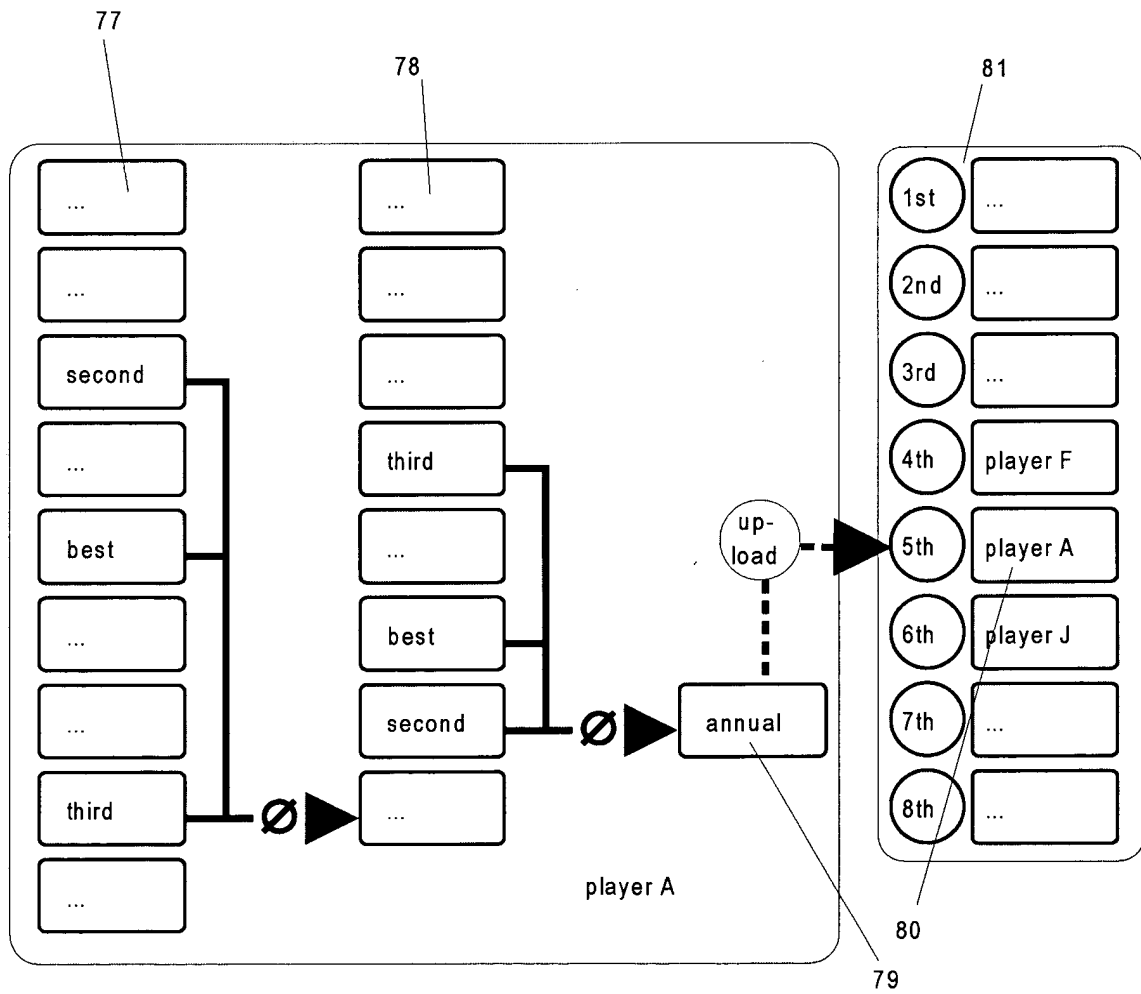 77
78
81
...
...
1st
...
...
...
2nd
...
second
...
3rd
...
...
third
4th
player F
best
...
up-
load
5th
player A
...
best
6th
player J
...
second
Ø
annual
7th
...
third
Ø
...
8th
...
...
player A
80
79